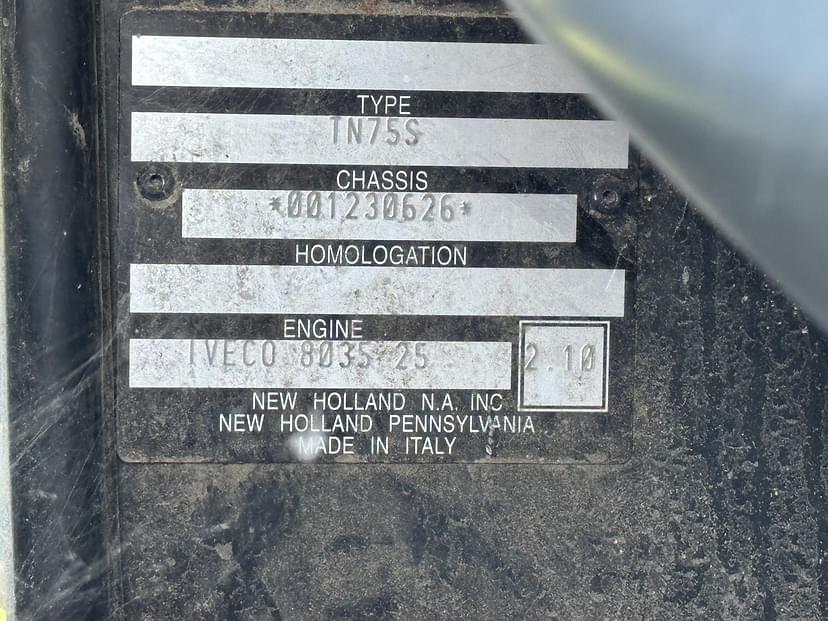 TYPE
TN75S
CHASSIS
*001230626*
HOMOLOGATION
ENGINE
IVECO 8035/25 2.10
NEW HOLLAND N.A. INC
NEW HOLLAND PENNSYLVANIA
MADE IN ITALY